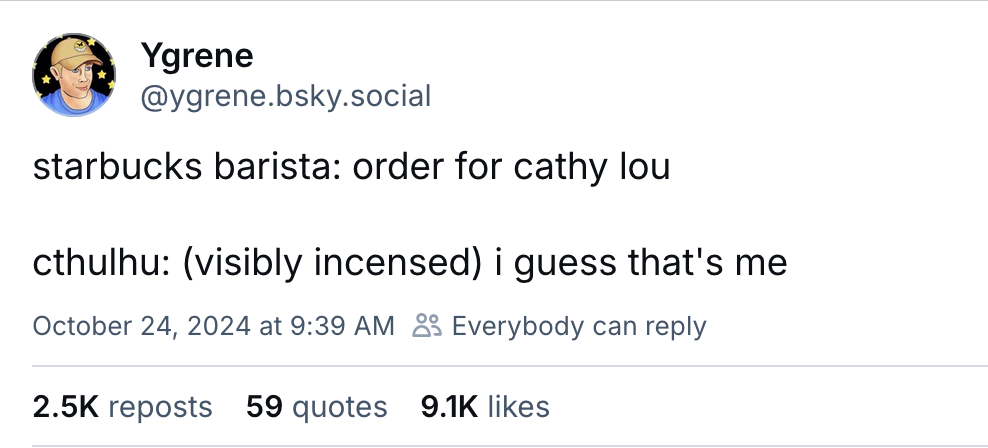 Ygrene
@ygrene.bsky.social
starbucks barista: order for cathy lou
cthulhu: (visibly incensed) i guess that's me
October 24, 2024 at 9:39 AM Everybody can reply
2.5K reposts 59 quotes 9.1K likes